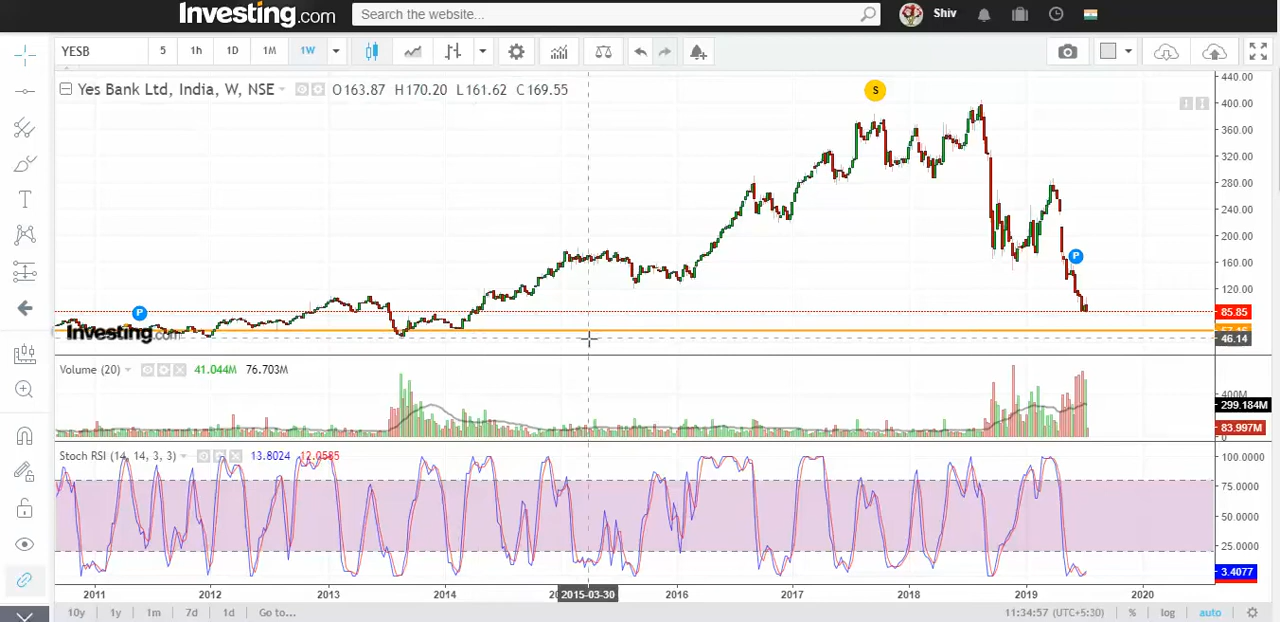 Investing.com Search the website... Shiv
YESB 5 1h 1D 1M 1W
Yes Bank Ltd, India, W, NSE O163.87 H170.20 L161.62 C169.55
S
P
P
440.00
400.00
360.00
320.00
280.00
240.00
200.00
160.00
120.00
85.85
46.14
Investing.com
Volume (20) 41.044M 76.703M
400M
299.184M
83.997M
0
Stoch RSI (14, 14, 3, 3) 13.8024 12.0585
100.0000
75.0000
50.0000
25.0000
3.4077
2011 2012 2013 2014 2015-03-30 2016 2017 2018 2019 2020
10y 1y 1m 7d 1d Go to... 11:34:57 (UTC+5:30) % log auto